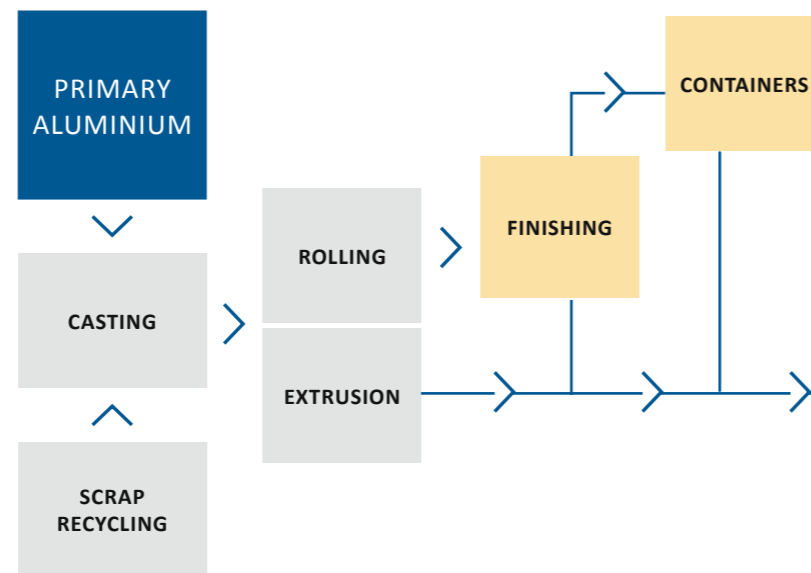 PRIMARY
ALUMINIUM
CONTAINERS
FINISHING
ROLLING
CASTING
EXTRUSION
SCRAP
RECYCLING